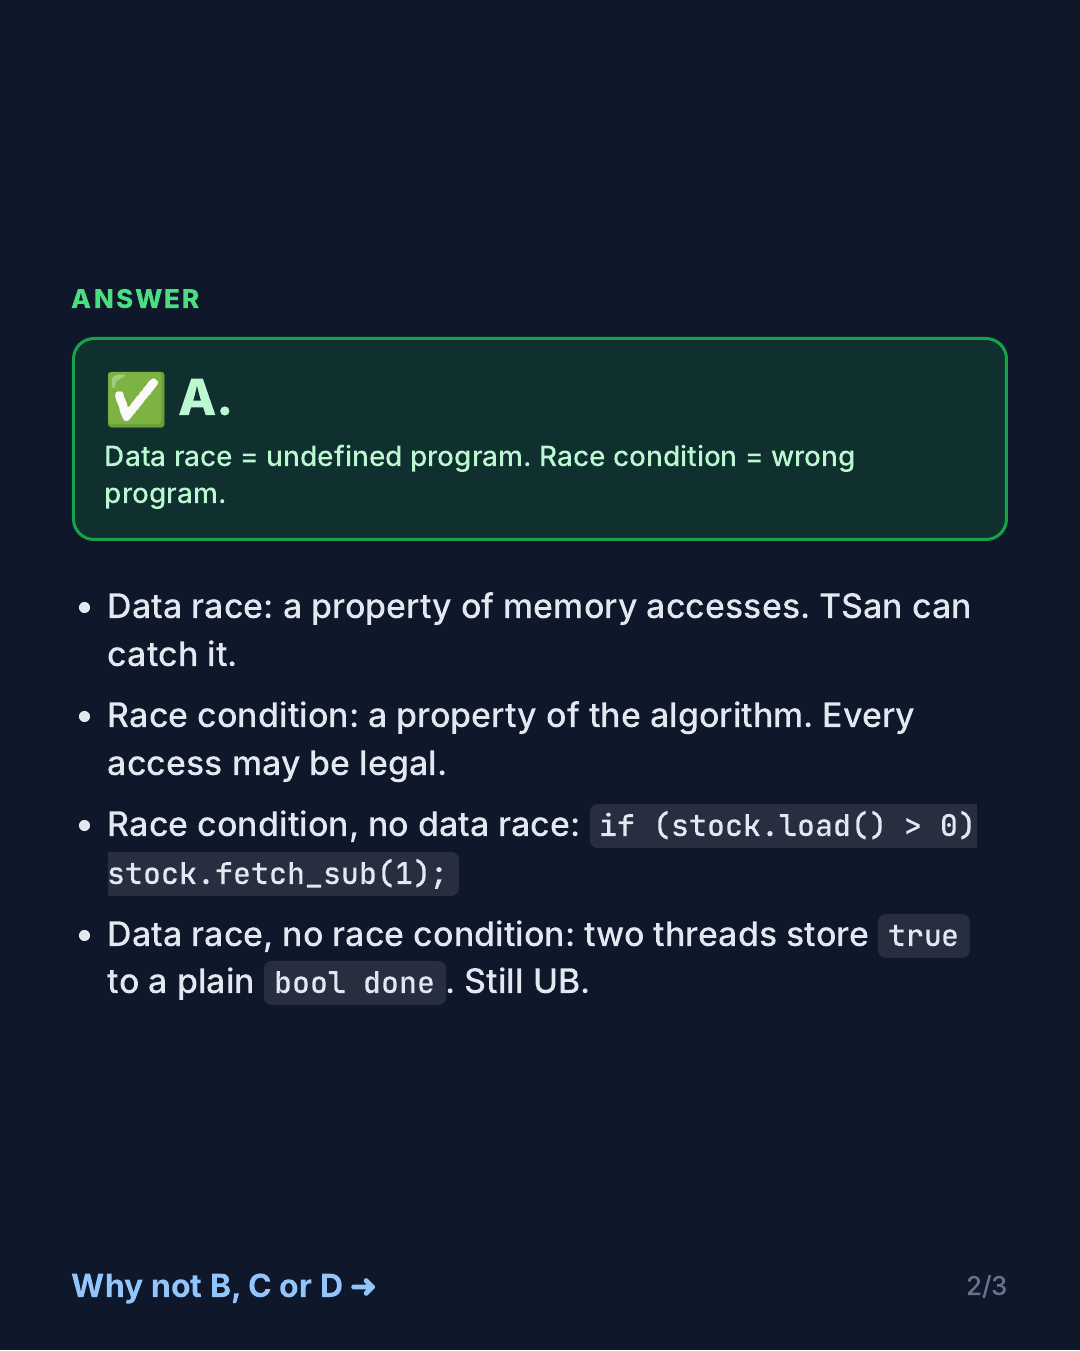 ANSWER
✅ A.
Data race = undefined program. Race condition = wrong
program.
• Data race: a property of memory accesses. TSan can
catch it.
• Race condition: a property of the algorithm. Every
access may be legal.
• Race condition, no data race: if (stock.load() > 0)
stock.fetch_sub(1);
• Data race, no race condition: two threads store true
to a plain bool done. Still UB.
Why not B, C or D ➜
2/3